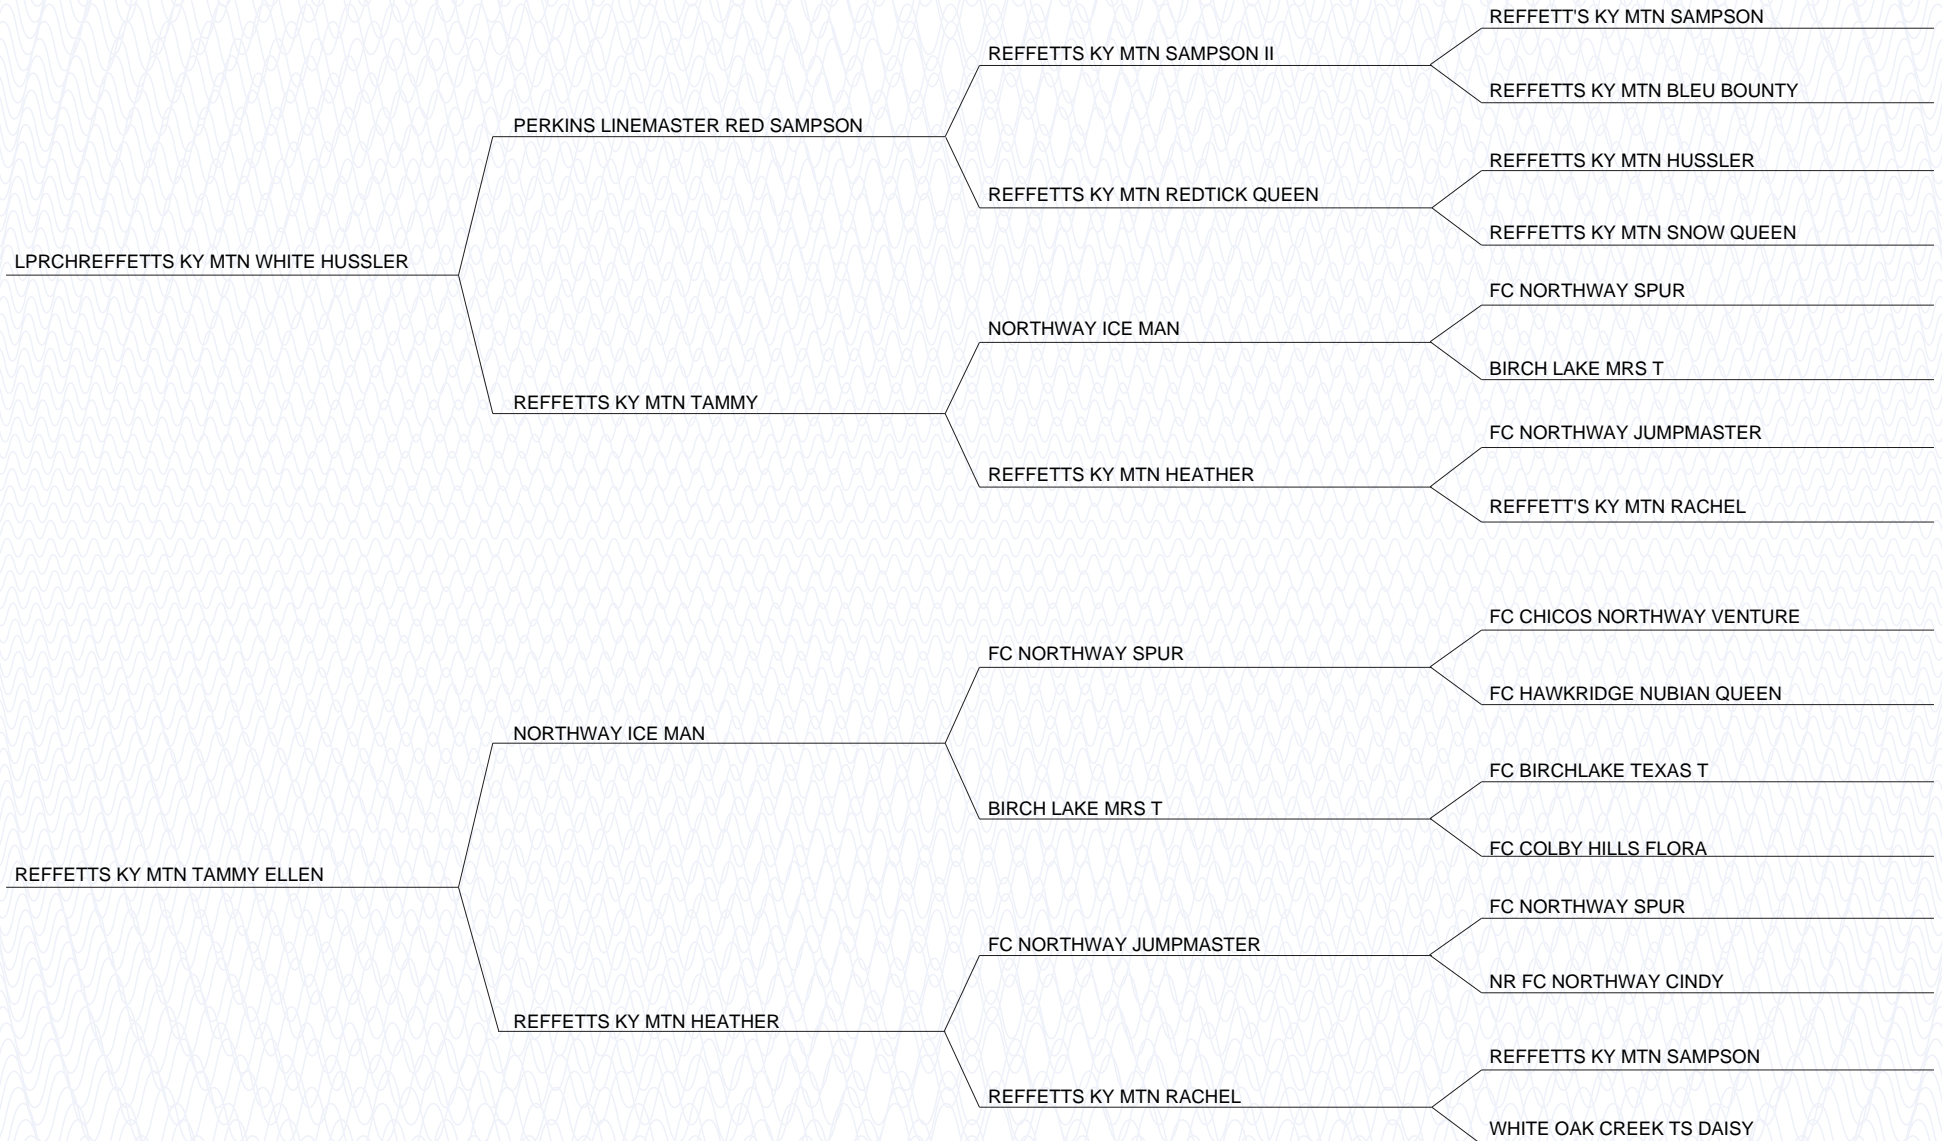 REFFETT'S KY MTN SAMPSON
REFFETTS KY MTN SAMPSON II
REFFETTS KY MTN BLEU BOUNTY
PERKINS LINEMASTER RED SAMPSON
REFFETTS KY MTN HUSSLER
REFFETTS KY MTN REDTICK QUEEN
REFFETTS KY MTN SNOW QUEEN
LPRCHREFFETTS KY MTN WHITE HUSSLER
FC NORTHWAY SPUR
NORTHWAY ICE MAN
BIRCH LAKE MRS T
REFFETTS KY MTN TAMMY
FC NORTHWAY JUMPMASTER
REFFETTS KY MTN HEATHER
REFFETT'S KY MTN RACHEL
FC CHICOS NORTHWAY VENTURE
FC NORTHWAY SPUR
FC HAWKRIDGE NUBIAN QUEEN
NORTHWAY ICE MAN
FC BIRCHLAKE TEXAS T
BIRCH LAKE MRS T
FC COLBY HILLS FLORA
REFFETTS KY MTN TAMMY ELLEN
FC NORTHWAY SPUR
FC NORTHWAY JUMPMASTER
NR FC NORTHWAY CINDY
REFFETTS KY MTN HEATHER
REFFETTS KY MTN SAMPSON
REFFETTS KY MTN RACHEL
WHITE OAK CREEK TS DAISY